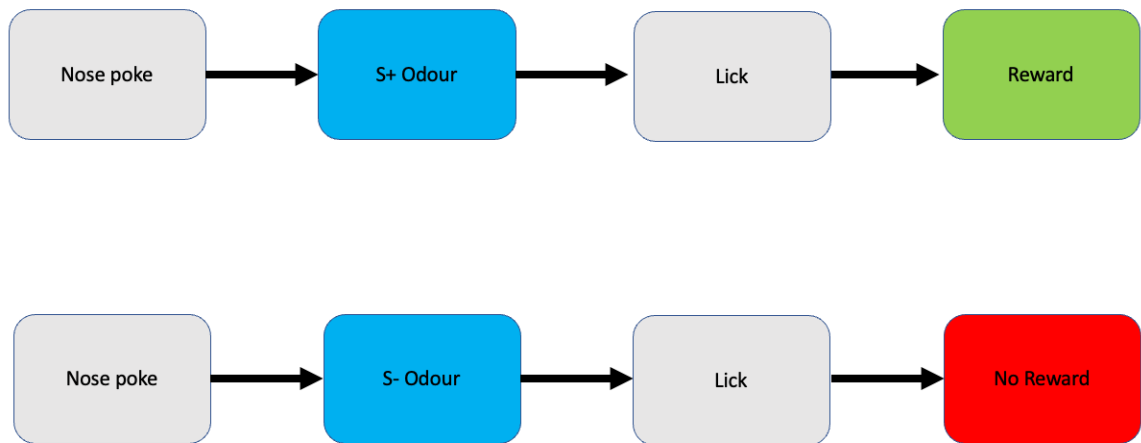 Nose poke
S+ Odour
Lick
Reward
Nose poke
S- Odour
Lick
No Reward